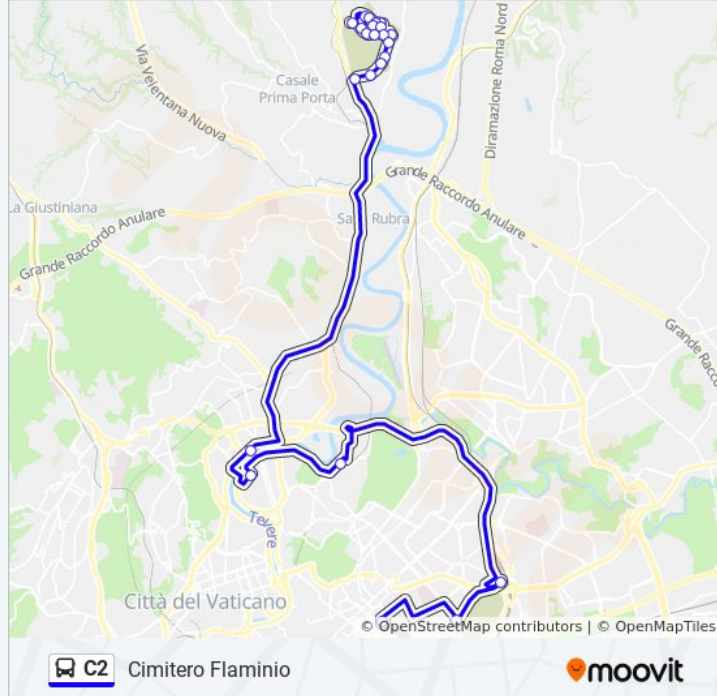 Via Veientana Nuova
Casale
Prima Porta
Diramazione Roma Nord
Grande Raccordo Anulare
La Giustiniana
Saxa Rubra
Grande Raccordo Anulare
Grande Racco
Tevere
Città del Vaticano
© OpenStreetMap contributors | © OpenMapTiles
C2 Cimitero Flaminio
moovit